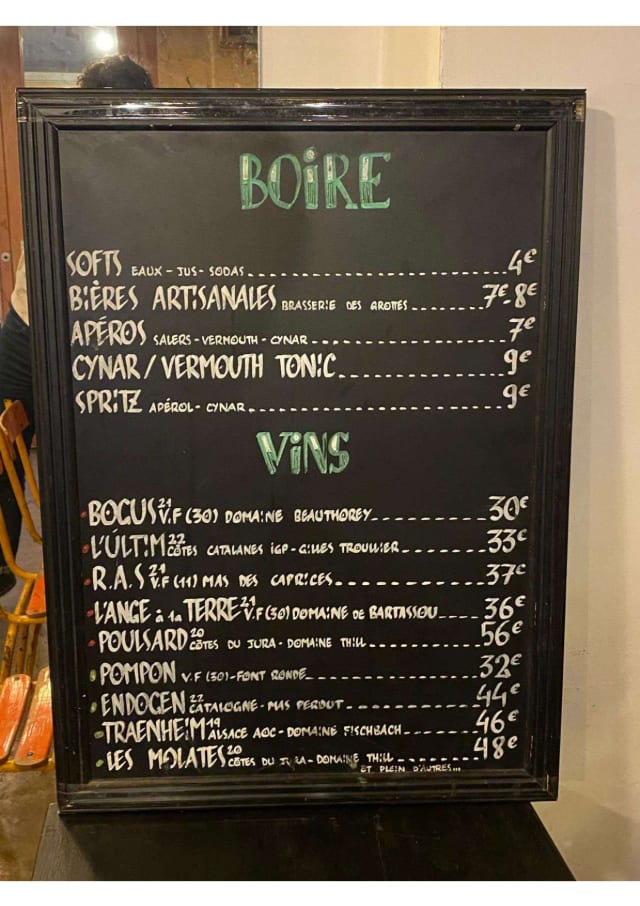 BOIRE
SOFTS EAUX - JUS - SODAS 4€
BIÈRES ARTISANALES BRASSERIE DES GROTTES 7€-8€
APÉROS SALERS - VERMOUTH - CYNAR 7€
CYNAR / VERMOUTH TONIC 9€
SPRITZ APÉROL - CYNAR 9€
VINS
BOGUS 21 V.F (30) DOMAINE BEAUTHOREY 30€
L'ÚLTIM 22 CÔTES CATALANES IGP - GILLES TROULLIER 33€
R.A.S 21 V.F (11) MAS DES CAPRICES 37€
L'ANGE à la TERRE 21 V.F (30) DOMAINE DE BARTASSOU 36€
POULSARD 20 CÔTES DU JURA - DOMAINE THILL 56€
POMPON V.F (30) - FONT RONDE 32€
ENDOGEN 22 CATALOGNE - MAS PERDUT 44€
TRAENHEIM 19 ALSACE AOC - DOMAINE FISCHBACH 46€
LES MOLATES 20 CÔTES DU JURA - DOMAINE THILL 48€
ET PLEIN D'AUTRES...